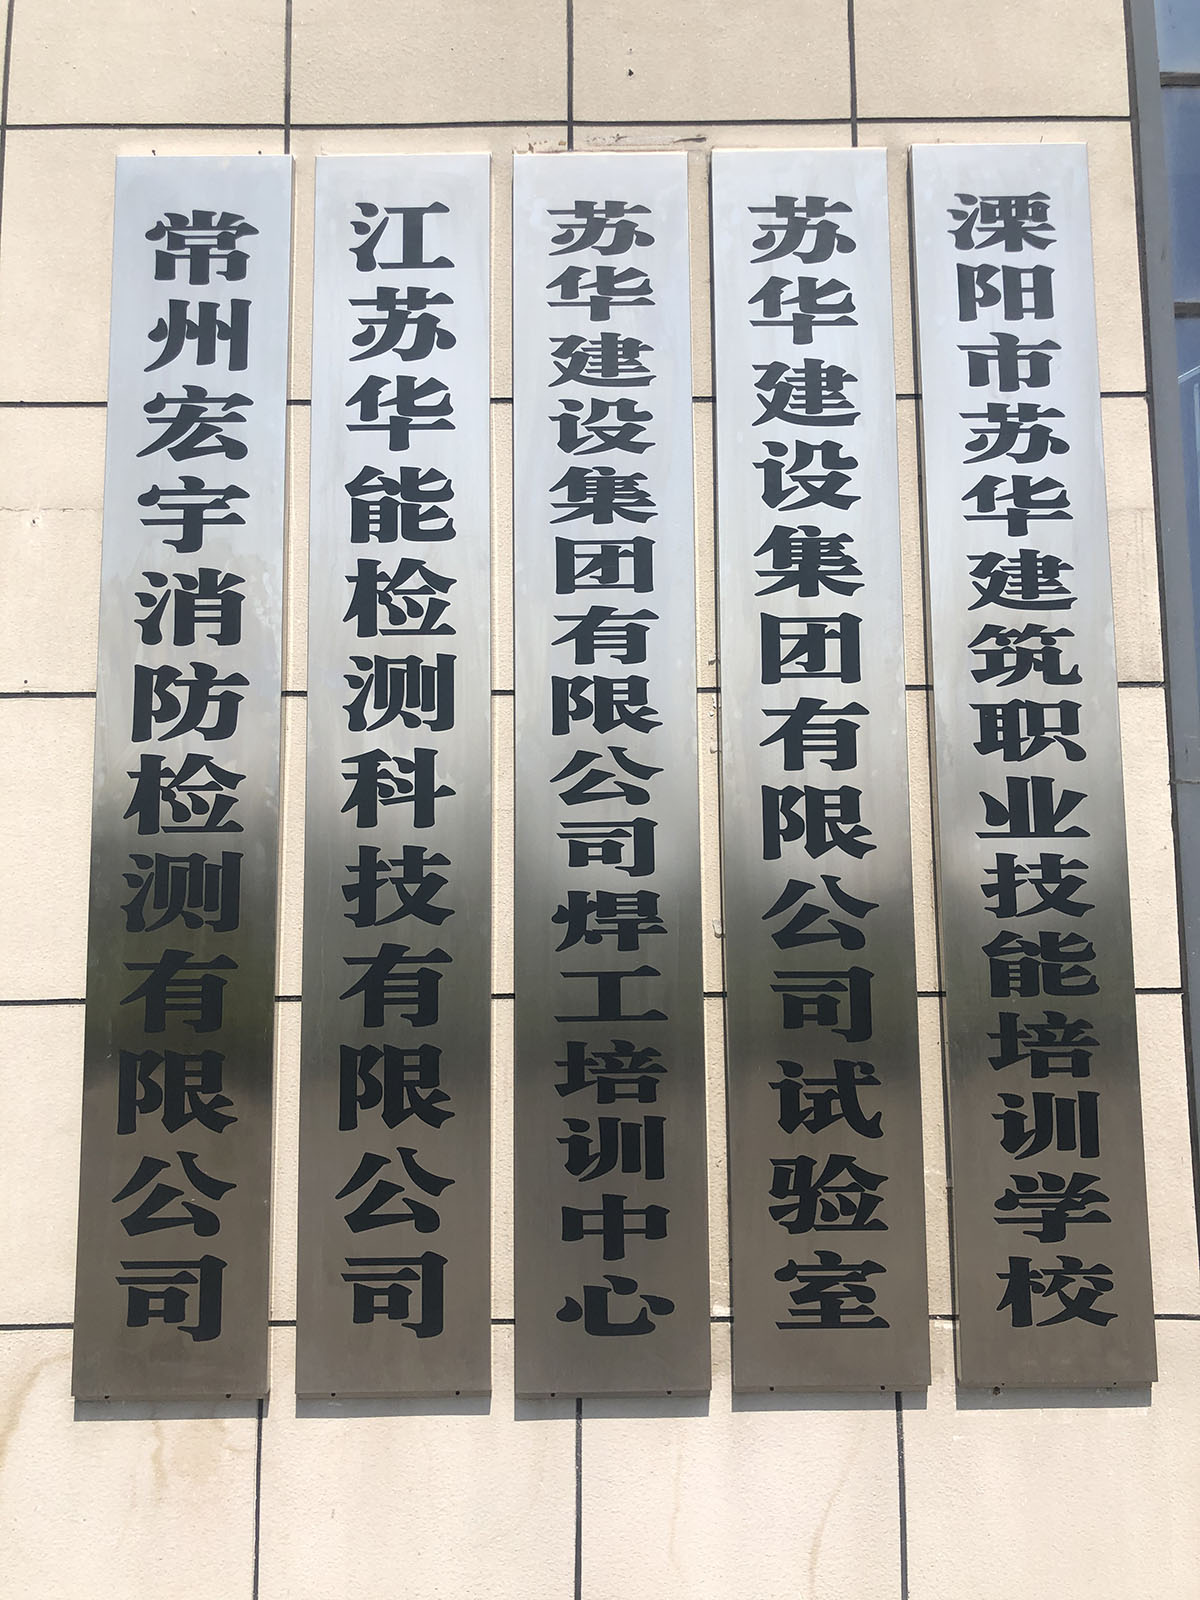 常州宏宇消防检测有限公司
江苏华能检测科技有限公司
苏华建设集团有限公司焊工培训中心
苏华建设集团有限公司试验室
溧阳市苏华建筑职业技能培训学校